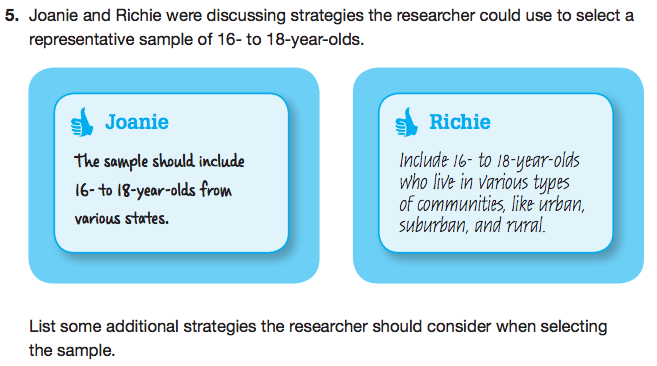 5. Joanie and Richie were discussing strategies the researcher could use to select a
representative sample of 16- to 18-year-olds.
Joanie
The sample should include
16- to 18-year-olds from
various states.
Richie
Include 16- to 18-year-olds
who live in various types
of communities, like urban,
suburban, and rural.
List some additional strategies the researcher should consider when selecting
the sample.